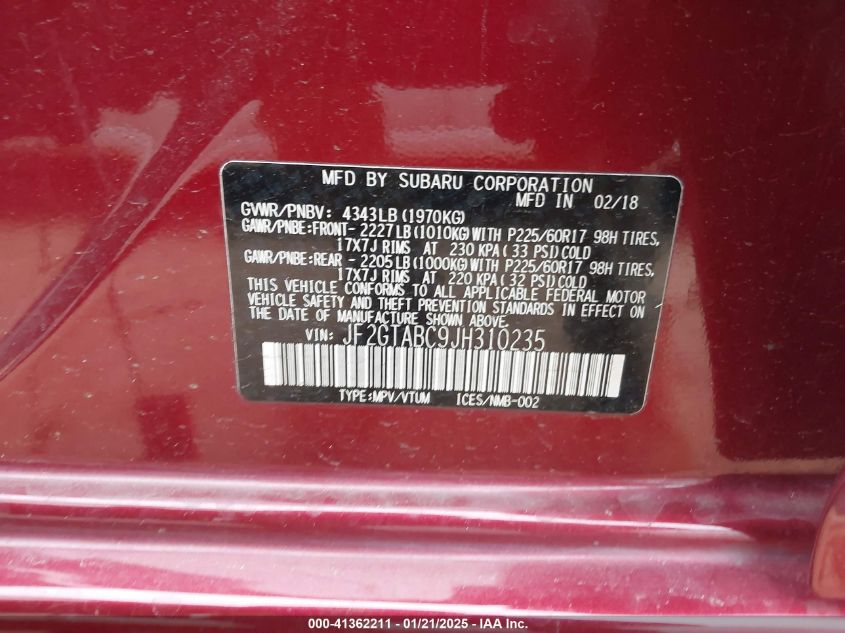 MFD BY SUBARU CORPORATION
MFD IN 02/18
GVWR/PNBV: 4343LB(1970KG)
GAWR/PNBE:FRONT- 2227LB(1010KG)WITH P225/60R17 98H TIRES,
17X7J RIMS AT 230 KPA(33 PSI)COLD
GAWR/PNBE:REAR - 2205LB(1000KG)WITH P225/60R17 98H TIRES,
17X7J RIMS AT 220 KPA(32 PSI)COLD
THIS VEHICLE CONFORMS TO ALL APPLICABLE FEDERAL MOTOR
VEHICLE SAFETY AND THEFT PREVENTION STANDARDS IN EFFECT
ON THE DATE OF MANUFACTURE SHOWN ABOVE.
VIN: JF2GTABC9JH310235
TYPE:MPV/VTUM ICES/NMB-002
000-41362211 - 01/21/2025 - IAA Inc.